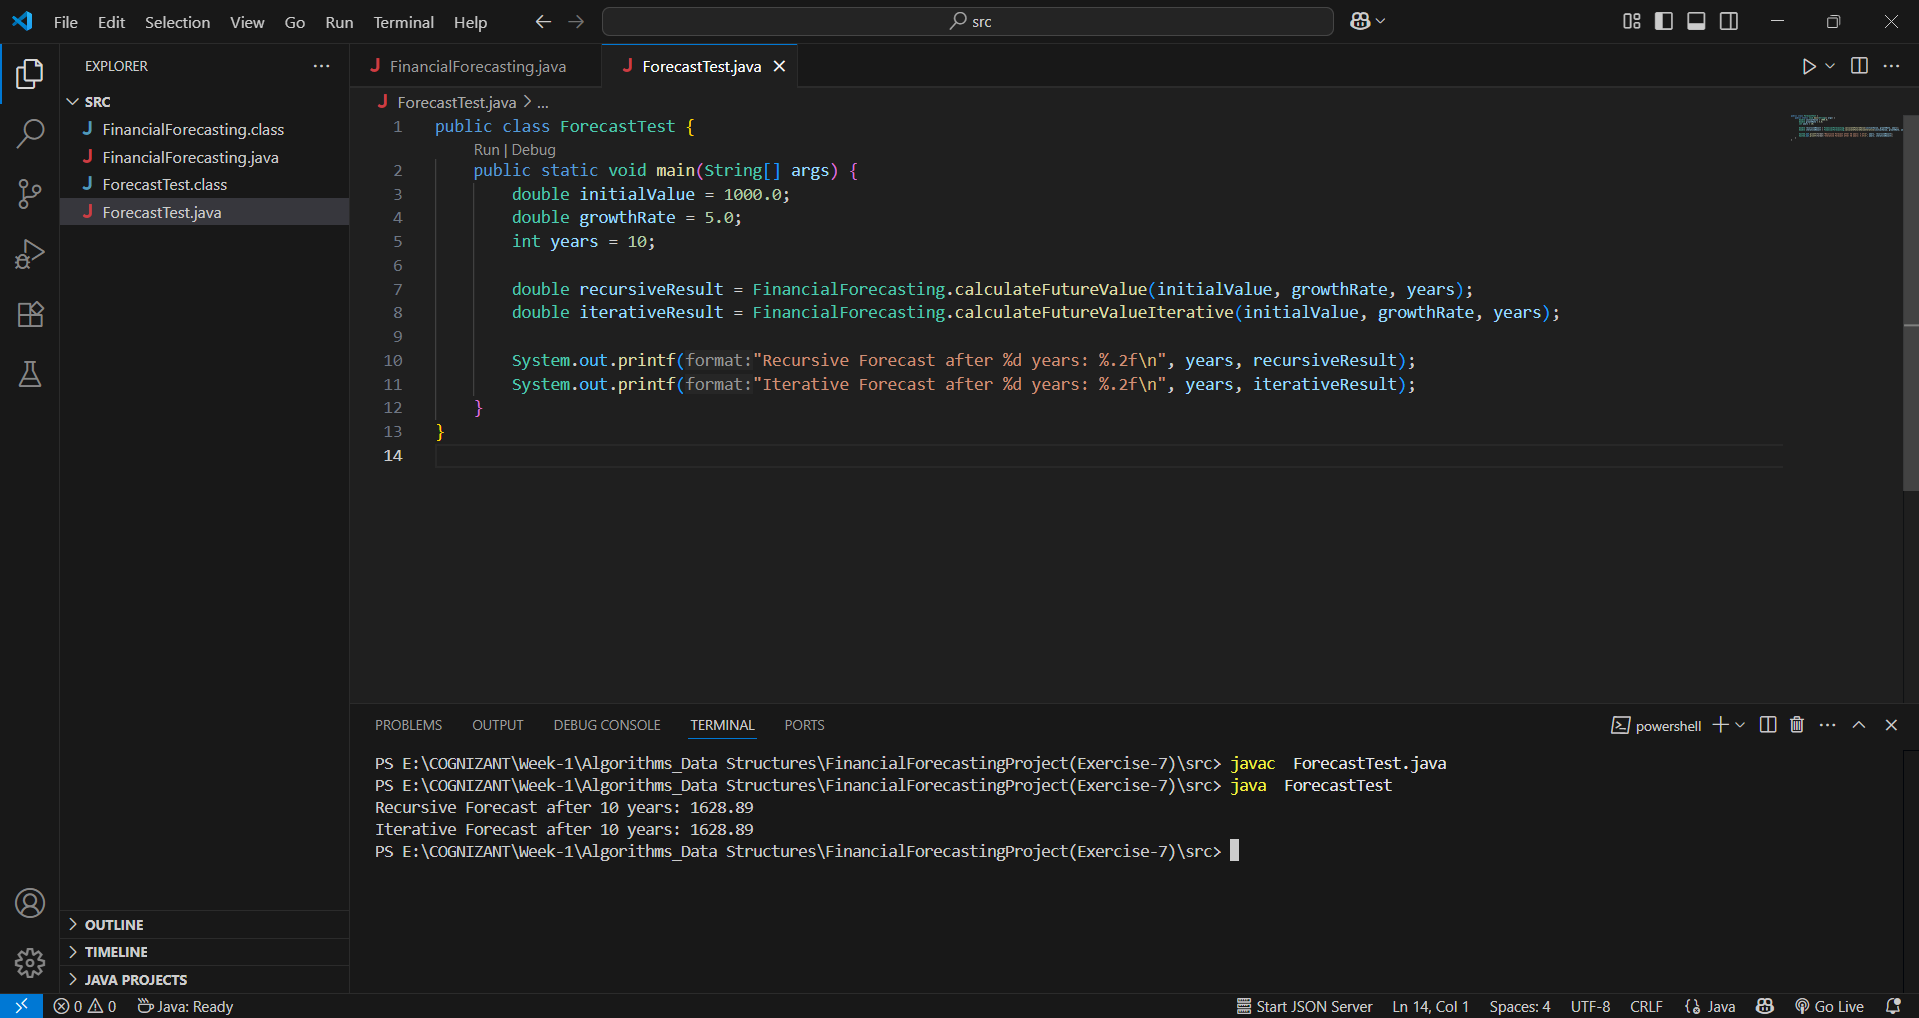 File Edit Selection View Go Run Terminal Help
src
EXPLORER
SRC
FinancialForecasting.class
FinancialForecasting.java
ForecastTest.class
ForecastTest.java
OUTLINE
TIMELINE
JAVA PROJECTS
FinancialForecasting.java
ForecastTest.java
ForecastTest.java > ...
1 public class ForecastTest {
Run | Debug
2 public static void main(String[] args) {
3 double initialValue = 1000.0;
4 double growthRate = 5.0;
5 int years = 10;
6
7 double recursiveResult = FinancialForecasting.calculateFutureValue(initialValue, growthRate, years);
8 double iterativeResult = FinancialForecasting.calculateFutureValueIterative(initialValue, growthRate, years);
9
10 System.out.printf(format:"Recursive Forecast after %d years: %.2f\n", years, recursiveResult);
11 System.out.printf(format:"Iterative Forecast after %d years: %.2f\n", years, iterativeResult);
12 }
13 }
14
PROBLEMS OUTPUT DEBUG CONSOLE TERMINAL PORTS
powershell
PS E:\COGNIZANT\Week-1\Algorithms_Data Structures\FinancialForecastingProject(Exercise-7)\src> javac ForecastTest.java
PS E:\COGNIZANT\Week-1\Algorithms_Data Structures\FinancialForecastingProject(Exercise-7)\src> java ForecastTest
Recursive Forecast after 10 years: 1628.89
Iterative Forecast after 10 years: 1628.89
PS E:\COGNIZANT\Week-1\Algorithms_Data Structures\FinancialForecastingProject(Exercise-7)\src>
0 0 Java: Ready
Start JSON Server Ln 14, Col 1 Spaces: 4 UTF-8 CRLF Java Go Live